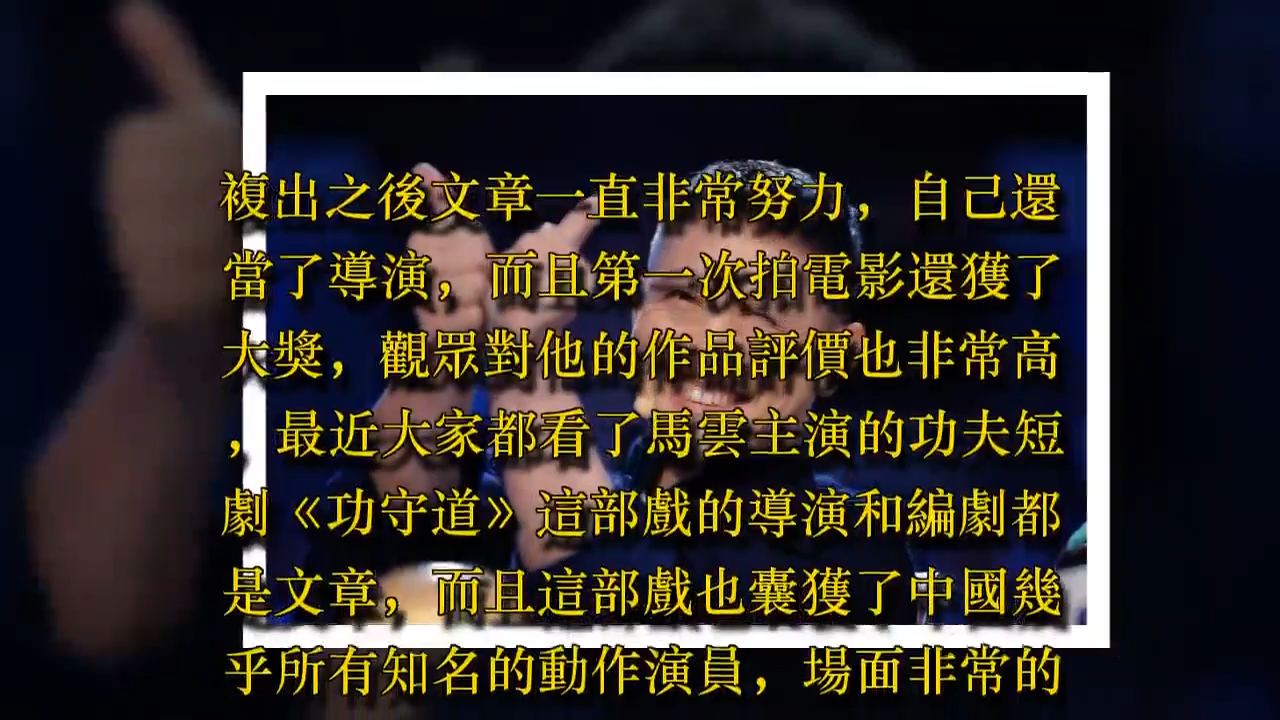 複出之後文章一直非常努力，自己還
當了導演，而且第一次拍電影還獲了
大獎，觀眾對他的作品評價也非常高
，最近大家都看了馬雲主演的功夫短
劇《功守道》這部戲的導演和編劇都
是文章，而且這部戲也囊獲了中國幾
乎所有知名的動作演員，場面非常的